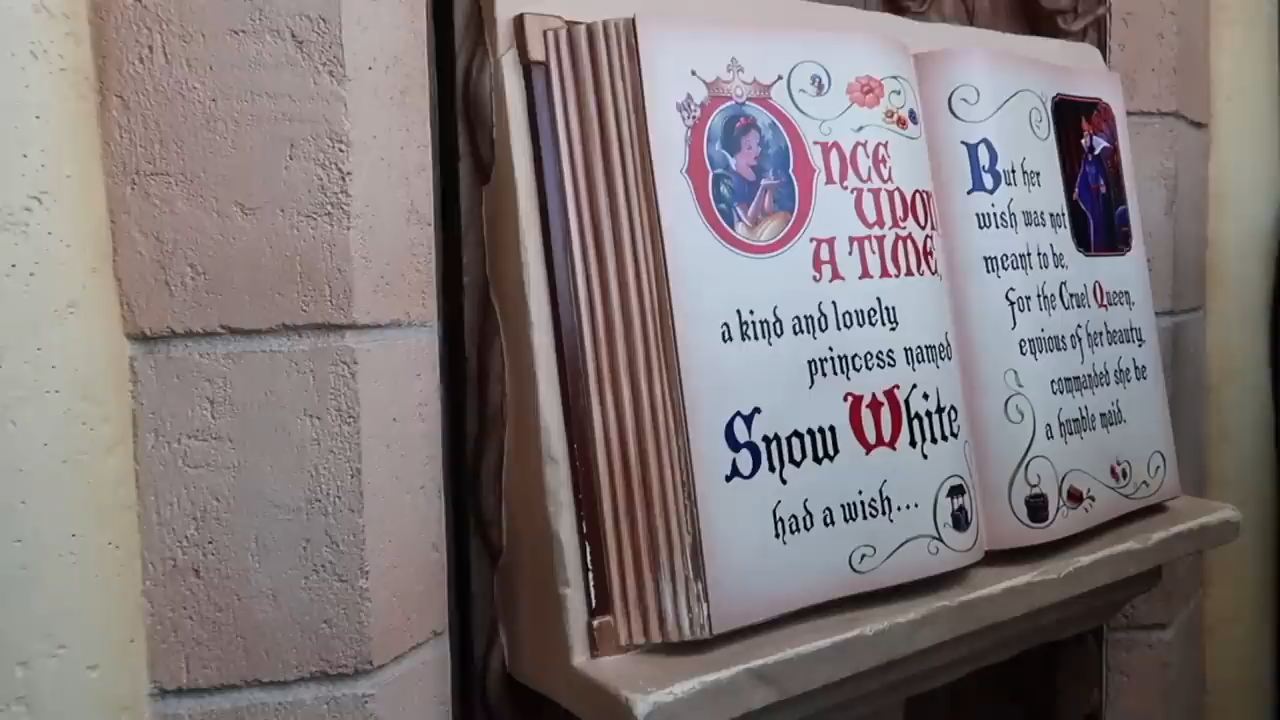 Once
upon
a time,
a kind and lovely
princess named
Snow White
had a wish...
But her
wish was not
meant to be,
for the Cruel Queen,
envious of her beauty,
commanded she be
a humble maid.